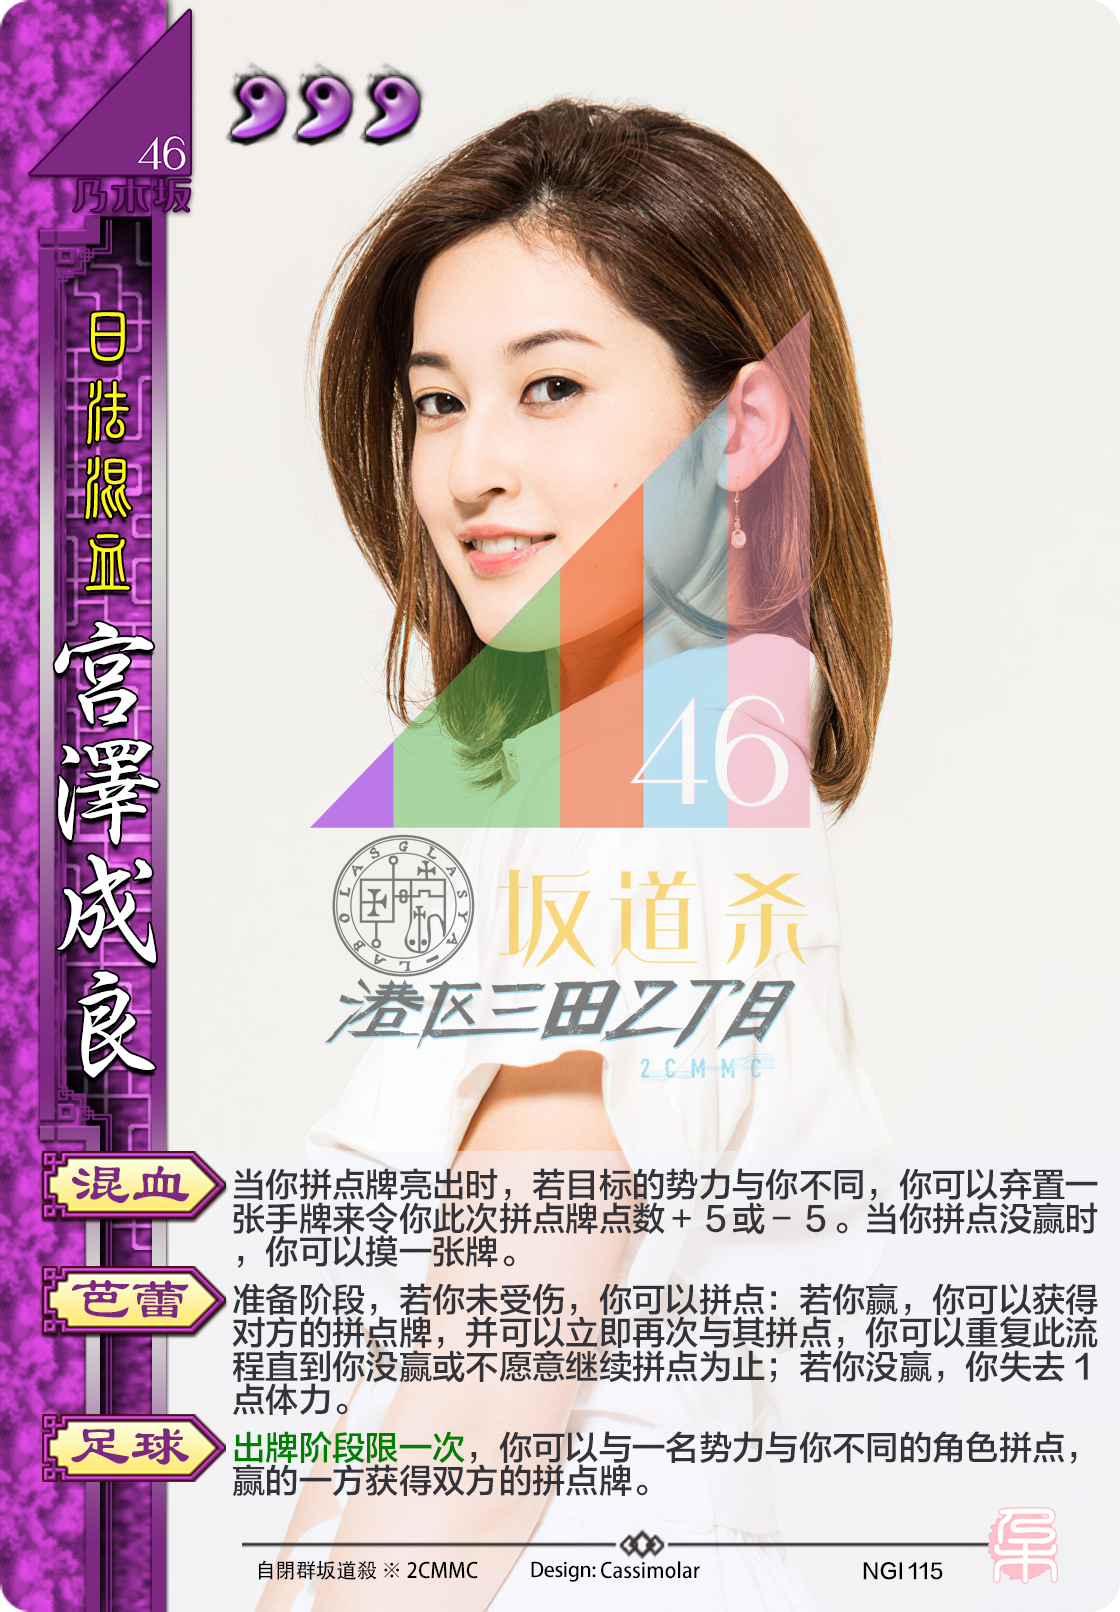 46
乃木坂
日法混血
宮澤成良
46
GLASYA-LABOLAS
坂道杀
港区三田2丁目
2CMMC
混血
当你拼点牌亮出时，若目标的势力与你不同，你可以弃置一
张手牌来令你此次拼点牌点数＋５或－５。当你拼点没赢时
，你可以摸一张牌。
芭蕾
准备阶段，若你未受伤，你可以拼点：若你赢，你可以获得
对方的拼点牌，并可以立即再次与其拼点，你可以重复此流
程直到你没赢或不愿意继续拼点为止；若你没赢，你失去１
点体力。
足球
出牌阶段限一次，你可以与一名势力与你不同的角色拼点，
赢的一方获得双方的拼点牌。
自閉群坂道殺 ※ 2CMMC Design: Cassimolar NGI 115